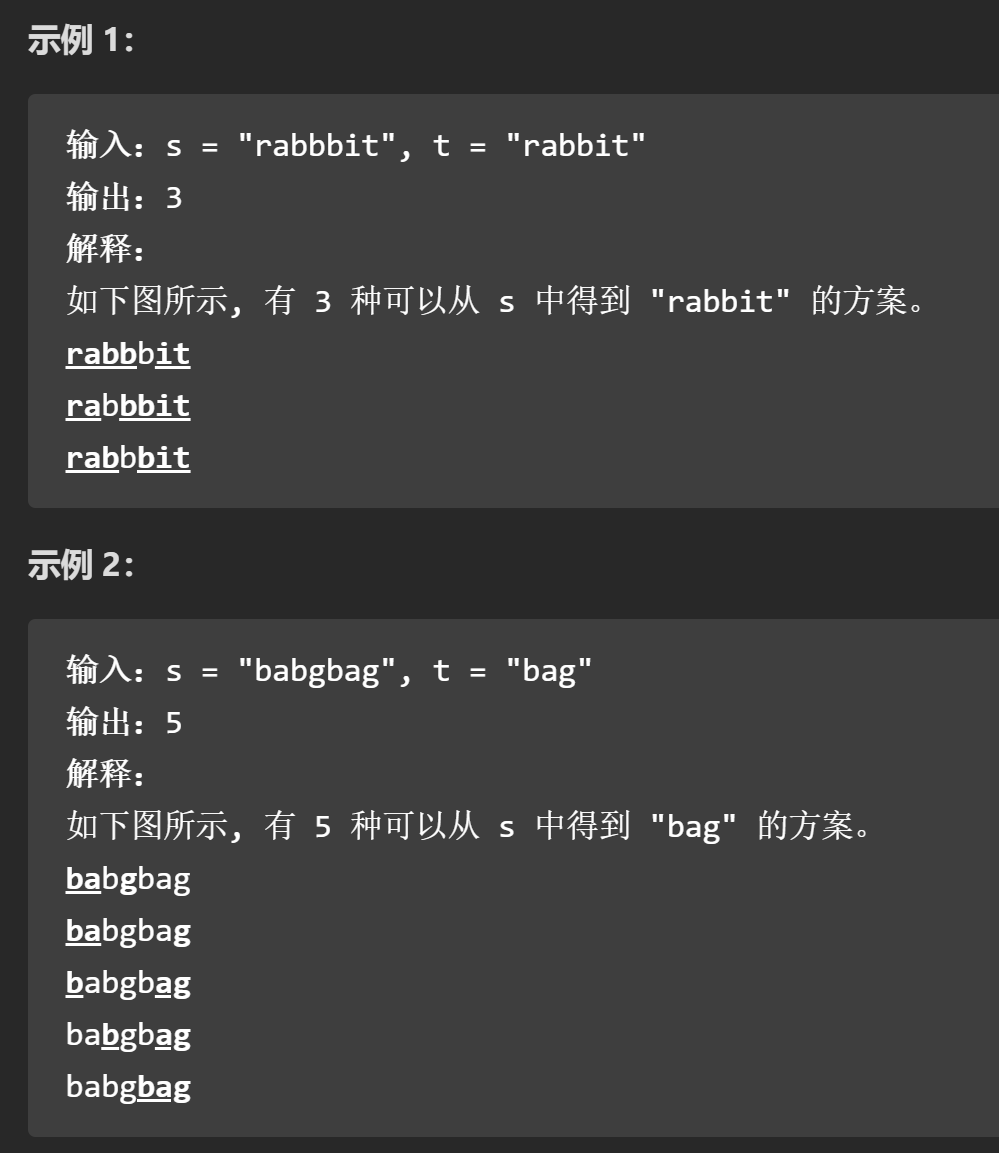 示例 1：
输入：s = "rabbbit", t = "rabbit"
输出：3
解释：
如下图所示, 有 3 种可以从 s 中得到 "rabbit" 的方案。
rabbbit
rabbbit
rabbbit
示例 2：
输入：s = "babgbag", t = "bag"
输出：5
解释：
如下图所示, 有 5 种可以从 s 中得到 "bag" 的方案。
babgbag
babgbag
babgbag
babgbag
babgbag